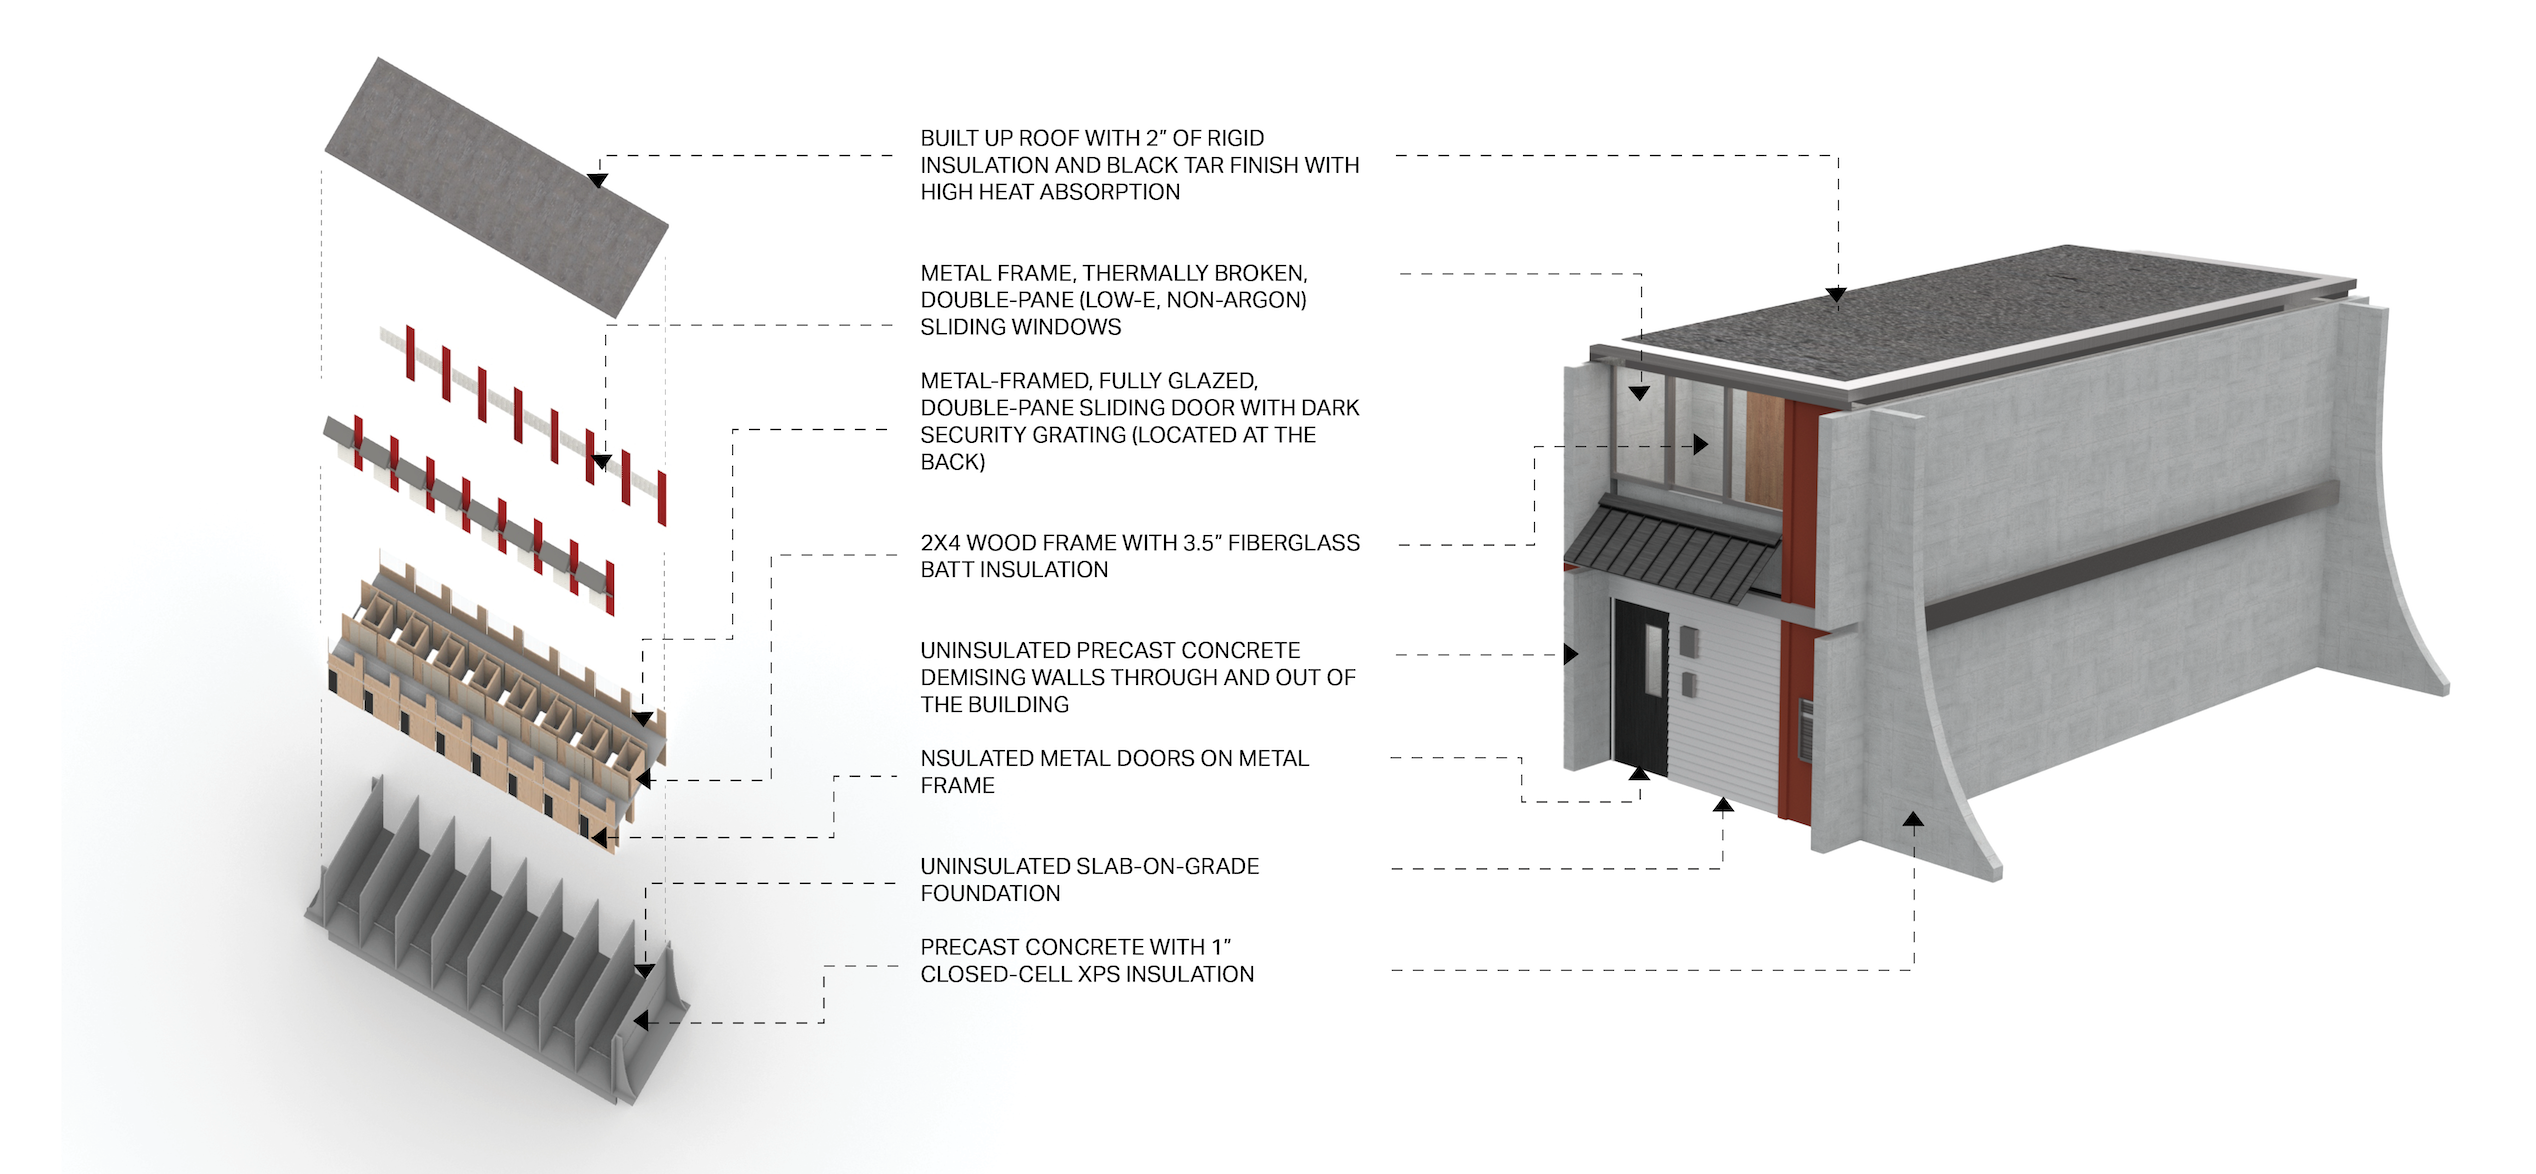 BUILT UP ROOF WITH 2” OF RIGID
INSULATION AND BLACK TAR FINISH WITH
HIGH HEAT ABSORPTION
METAL FRAME, THERMALLY BROKEN,
DOUBLE-PANE (LOW-E, NON-ARGON)
SLIDING WINDOWS
METAL-FRAMED, FULLY GLAZED,
DOUBLE-PANE SLIDING DOOR WITH DARK
SECURITY GRATING (LOCATED AT THE
BACK)
2X4 WOOD FRAME WITH 3.5” FIBERGLASS
BATT INSULATION
UNINSULATED PRECAST CONCRETE
DEMISING WALLS THROUGH AND OUT OF
THE BUILDING
NSULATED METAL DOORS ON METAL
FRAME
UNINSULATED SLAB-ON-GRADE
FOUNDATION
PRECAST CONCRETE WITH 1”
CLOSED-CELL XPS INSULATION